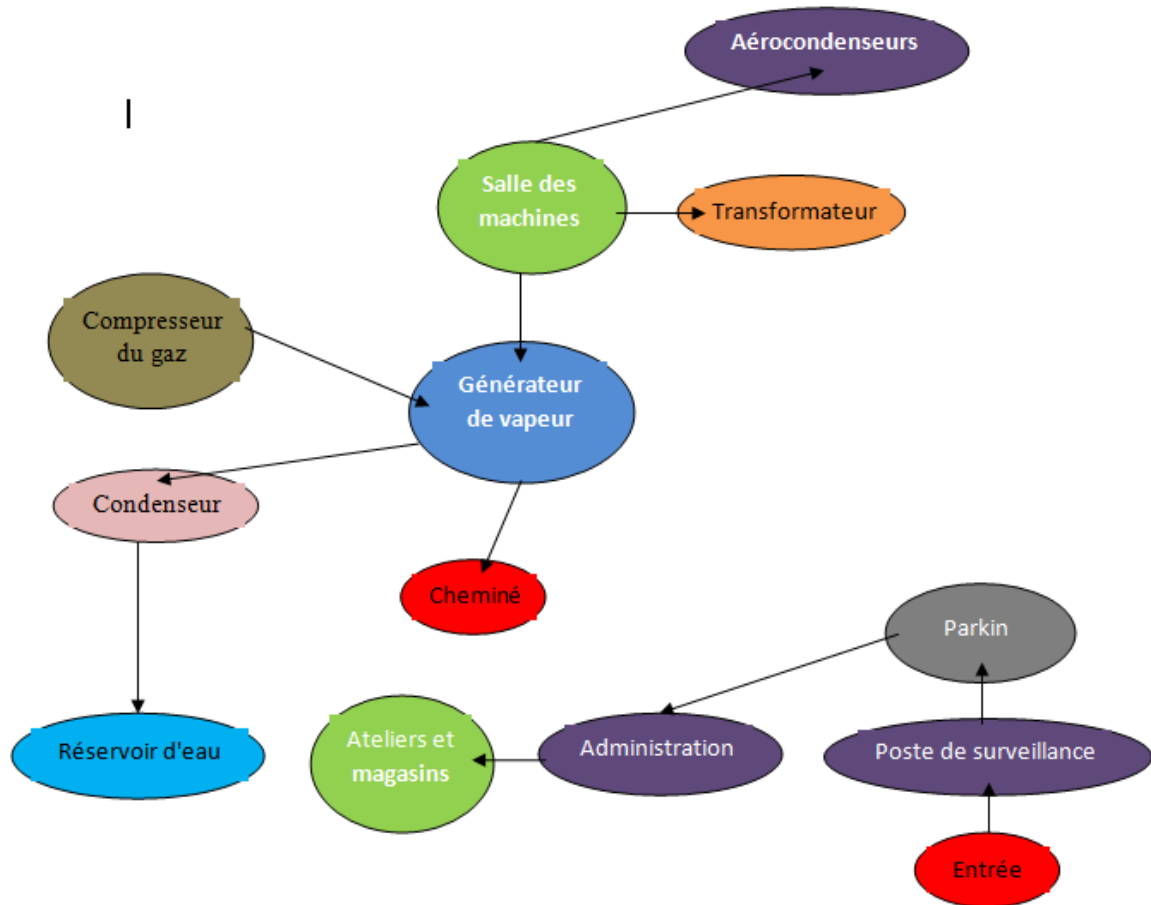 Aérocondenseurs
Salle des
machines
Transformateur
Compresseur
du gaz
Générateur
de vapeur
Condenseur
Cheminé
Parkin
Réservoir d'eau
Ateliers et
magasins
Administration
Poste de surveillance
Entrée